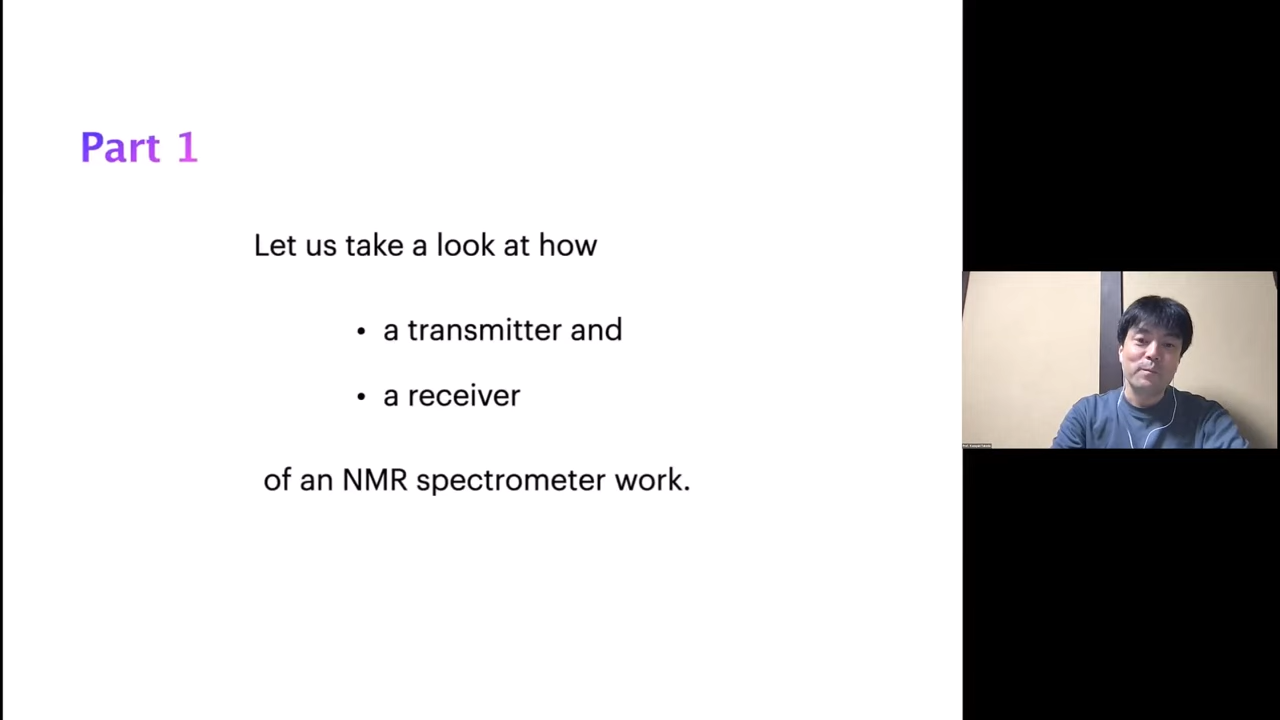 Part 1
Let us take a look at how
• a transmitter and
• a receiver
of an NMR spectrometer work.